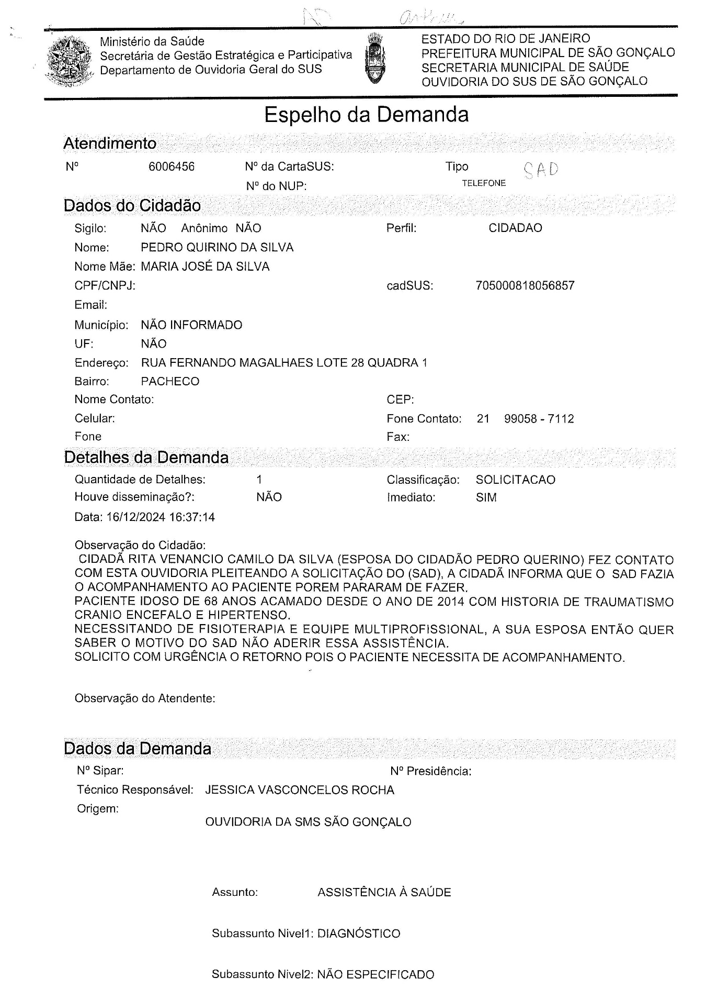 Ministério da Saúde
Secretária de Gestão Estratégica e Participativa
Departamento de Ouvidoria Geral do SUS
ESTADO DO RIO DE JANEIRO
PREFEITURA MUNICIPAL DE SÃO GONÇALO
SECRETARIA MUNICIPAL DE SAÚDE
OUVIDORIA DO SUS DE SÃO GONÇALO
Espelho da Demanda
Atendimento
Nº 6006456 Nº da CartaSUS: Tipo SAD
Nº do NUP: TELEFONE
Dados do Cidadão
Sigilo: NÃO Anônimo NÃO Perfil: CIDADAO
Nome: PEDRO QUIRINO DA SILVA
Nome Mãe: MARIA JOSÉ DA SILVA
CPF/CNPJ: cadSUS: 705000818056857
Email:
Município: NÃO INFORMADO
UF: NÃO
Endereço: RUA FERNANDO MAGALHAES LOTE 28 QUADRA 1
Bairro: PACHECO
Nome Contato: CEP:
Celular: Fone Contato: 21 99058 - 7112
Fone Fax:
Detalhes da Demanda
Quantidade de Detalhes: 1 Classificação: SOLICITACAO
Houve disseminação?: NÃO Imediato: SIM
Data: 16/12/2024 16:37:14
Observação do Cidadão:
CIDADÃ RITA VENANCIO CAMILO DA SILVA (ESPOSA DO CIDADÃO PEDRO QUERINO) FEZ CONTATO
COM ESTA OUVIDORIA PLEITEANDO A SOLICITAÇÃO DO (SAD), A CIDADÃ INFORMA QUE O SAD FAZIA
O ACOMPANHAMENTO AO PACIENTE POREM PARARAM DE FAZER.
PACIENTE IDOSO DE 68 ANOS ACAMADO DESDE O ANO DE 2014 COM HISTORIA DE TRAUMATISMO
CRANIO ENCEFALO E HIPERTENSO.
NECESSITANDO DE FISIOTERAPIA E EQUIPE MULTIPROFISSIONAL, A SUA ESPOSA ENTÃO QUER
SABER O MOTIVO DO SAD NÃO ADERIR ESSA ASSISTÊNCIA.
SOLICITO COM URGÊNCIA O RETORNO POIS O PACIENTE NECESSITA DE ACOMPANHAMENTO.
Observação do Atendente:
Dados da Demanda
Nº Sipar: Nº Presidência:
Técnico Responsável: JESSICA VASCONCELOS ROCHA
Origem:
OUVIDORIA DA SMS SÃO GONÇALO
Assunto: ASSISTÊNCIA À SAÚDE
Subassunto Nivel1: DIAGNÓSTICO
Subassunto Nivel2: NÃO ESPECIFICADO